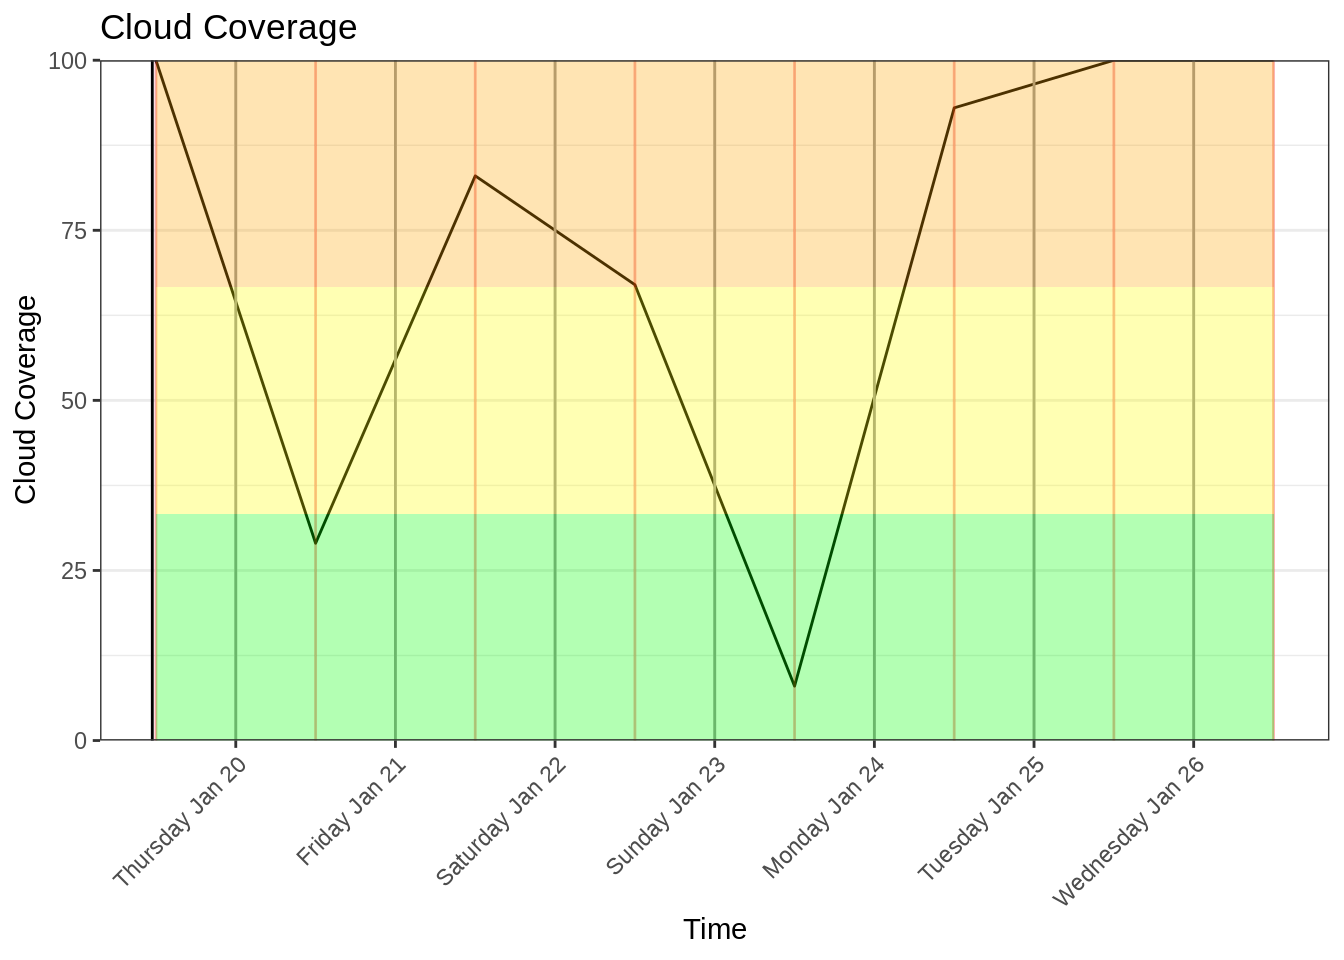 Cloud Coverage
100
75
50
25
0
Cloud Coverage
Thursday Jan 20
Friday Jan 21
Saturday Jan 22
Sunday Jan 23
Monday Jan 24
Tuesday Jan 25
Wednesday Jan 26
Time